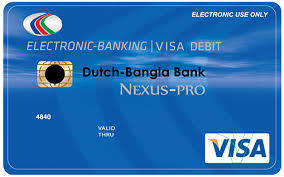 ELECTRONIC USE ONLY
ELECTRONIC-BANKING | VISA DEBIT
Dutch-Bangla Bank
NEXUS-PRO
4840
VALID
THRU
VISA